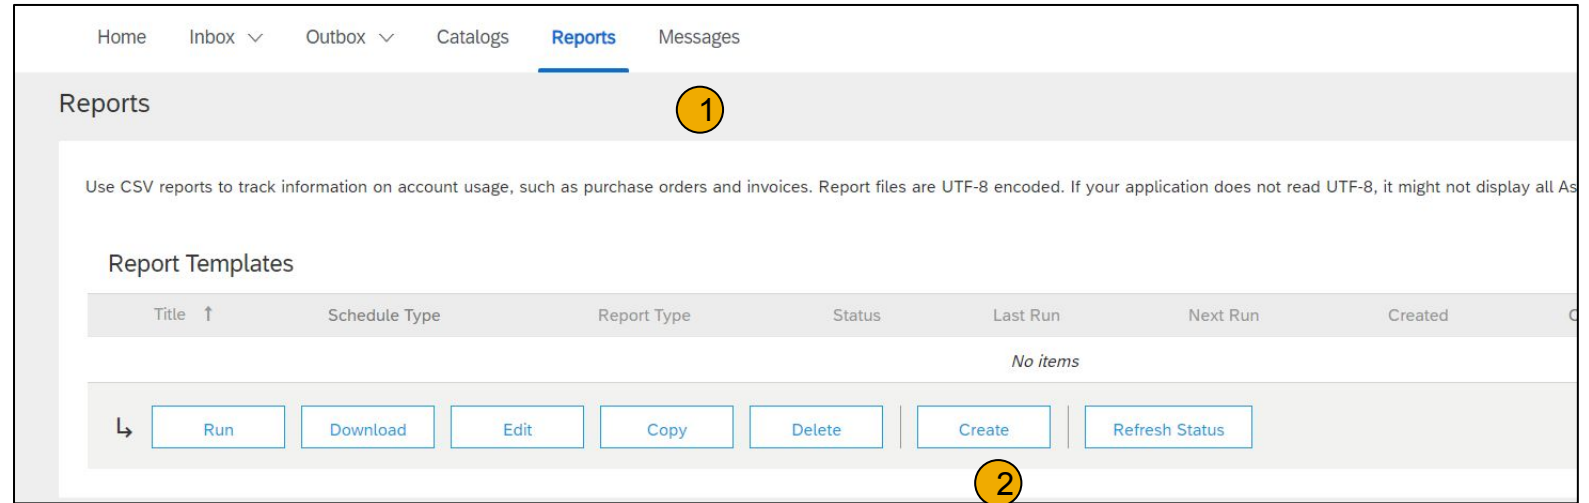 Home Inbox Outbox Catalogs Reports Messages
Reports
1
Use CSV reports to track information on account usage, such as purchase orders and invoices. Report files are UTF-8 encoded. If your application does not read UTF-8, it might not display all As
Report Templates
Title ↑ Schedule Type Report Type Status Last Run Next Run Created C
No items
Run Download Edit Copy Delete Create Refresh Status
2